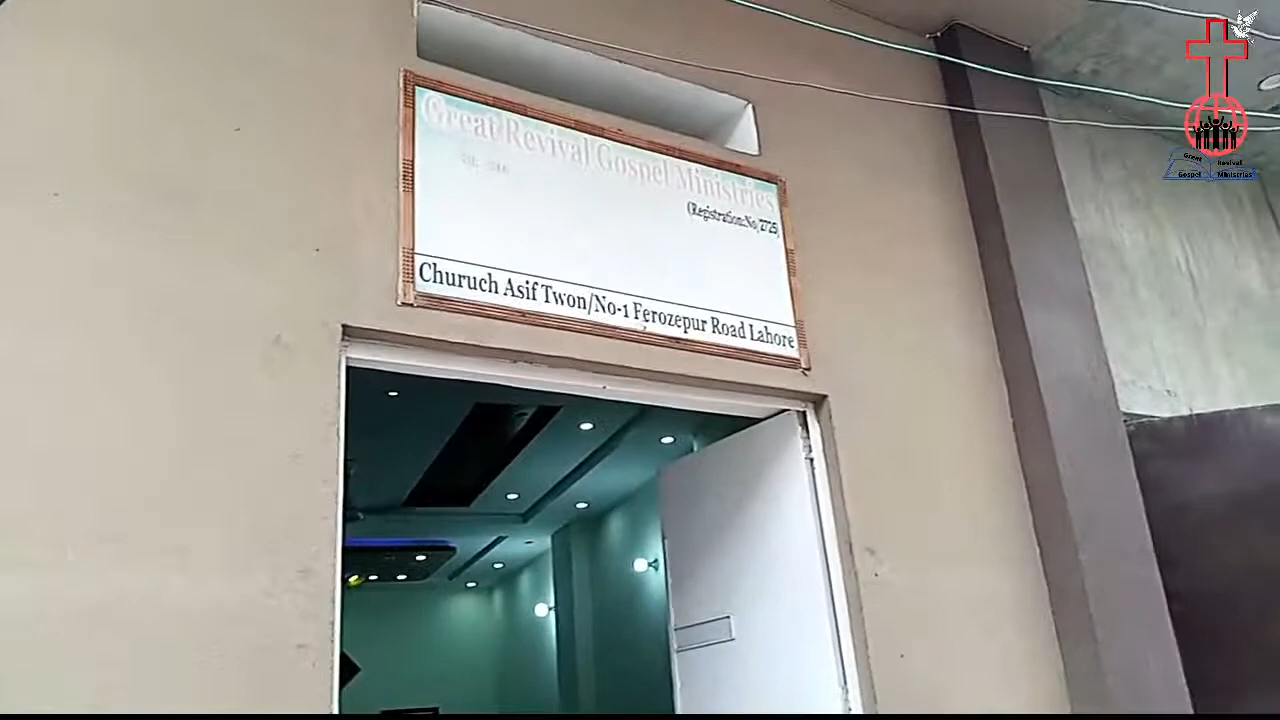 Great Revival Gospel Ministries
(Registration:No, 2725)
Churuch Asif Twon/No-1 Ferozepur Road Lahore
Great Revival
Gospel Ministries